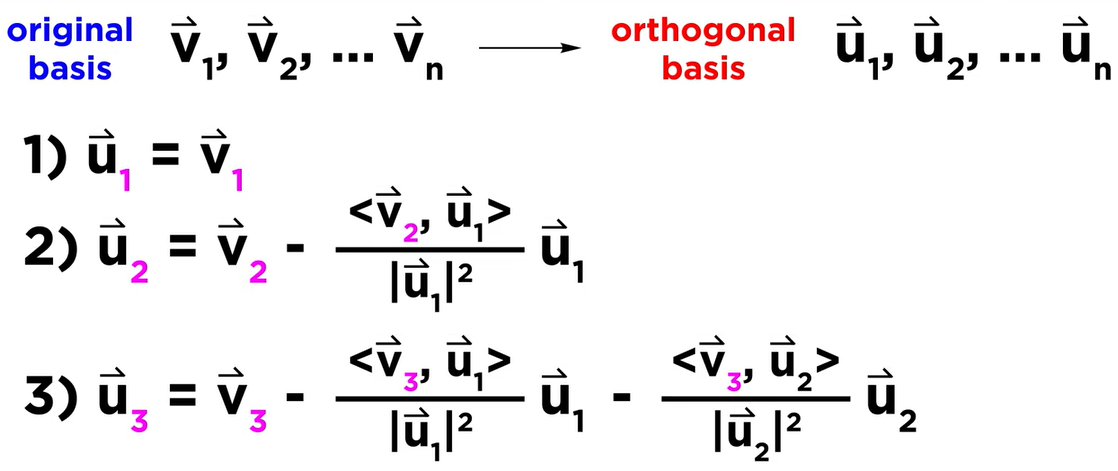 original basis v⃗₁, v⃗₂, ... v⃗ₙ → orthogonal basis u⃗₁, u⃗₂, ... u⃗ₙ
1) u⃗₁ = v⃗₁
2) u⃗₂ = v⃗₂ - <v⃗₂, u⃗₁> / |u⃗₁|² u⃗₁
3) u⃗₃ = v⃗₃ - <v⃗₃, u⃗₁> / |u⃗₁|² u⃗₁ - <v⃗₃, u⃗₂> / |u⃗₂|² u⃗₂